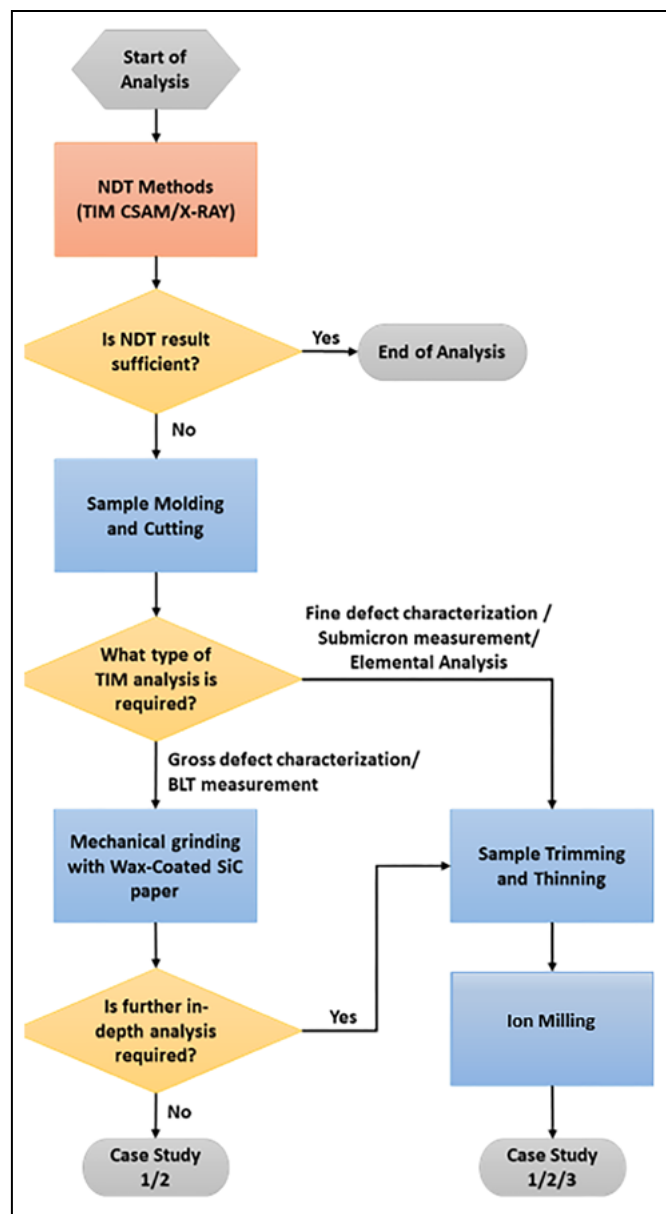 Start of
Analysis
NDT Methods
(TIM CSAM/X-RAY)
Is NDT result
sufficient?
Yes
End of Analysis
No
Sample Molding
and Cutting
Fine defect characterization /
Submicron measurement/
Elemental Analysis
What type of
TIM analysis is
required?
Gross defect characterization/
BLT measurement
Mechanical grinding
with Wax-Coated SiC
paper
Sample Trimming
and Thinning
Is further in-
depth analysis
required?
Yes
Ion Milling
No
Case Study
1/2
Case Study
1/2/3